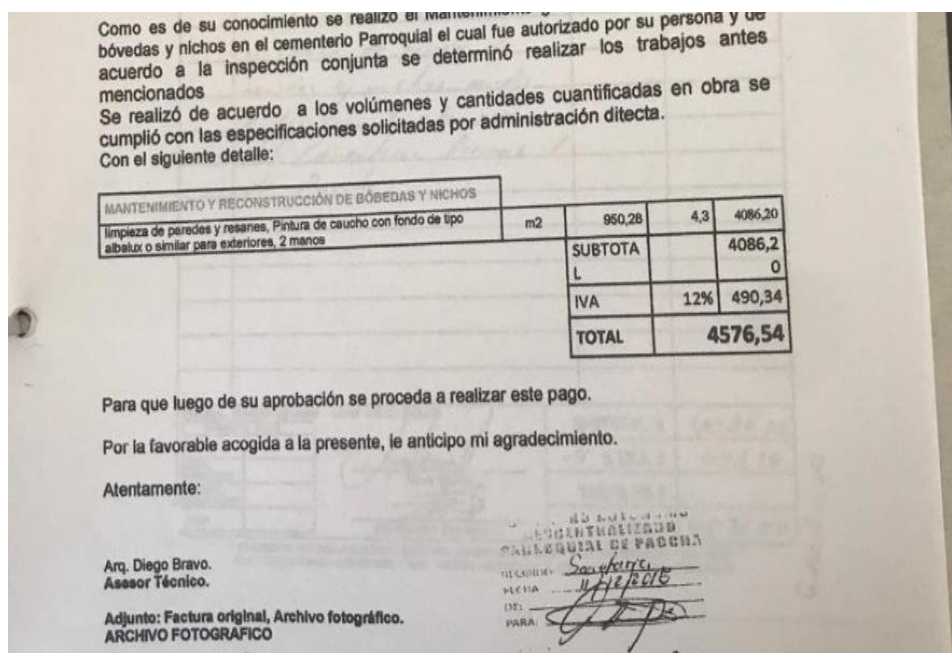 Como es de su conocimiento se realizo el Mantenimiento
bóvedas y nichos en el cementerio Parroquial el cual fue autorizado por su persona y de
acuerdo a la inspección conjunta se determinó realizar los trabajos antes
mencionados
Se realizó de acuerdo a los volúmenes y cantidades cuantificadas en obra se
cumplió con las especificaciones solicitadas por administración ditecta.
Con el siguiente detalle:
MANTENIMIENTO Y RECONSTRUCCIÓN DE BÓBEDAS Y NICHOS
limpieza de paredes y resanes, Pintura de caucho con fondo de tipo
albalux o similar para exteriores, 2 manos
m2 950,28 4,3 4086,20
SUBTOTA
L
4086,2
0
IVA 12% 490,34
TOTAL 4576,54
Para que luego de su aprobación se proceda a realizar este pago.
Por la favorable acogida a la presente, le anticipo mi agradecimiento.
Atentamente:
Arq. Diego Bravo.
Asesor Técnico.
Adjunto: Factura original, Archivo fotográfico.
ARCHIVO FOTOGRAFICO
PARROQUIAL DE PACCHA
FECHA 11/12/2015
DE:
PARA: